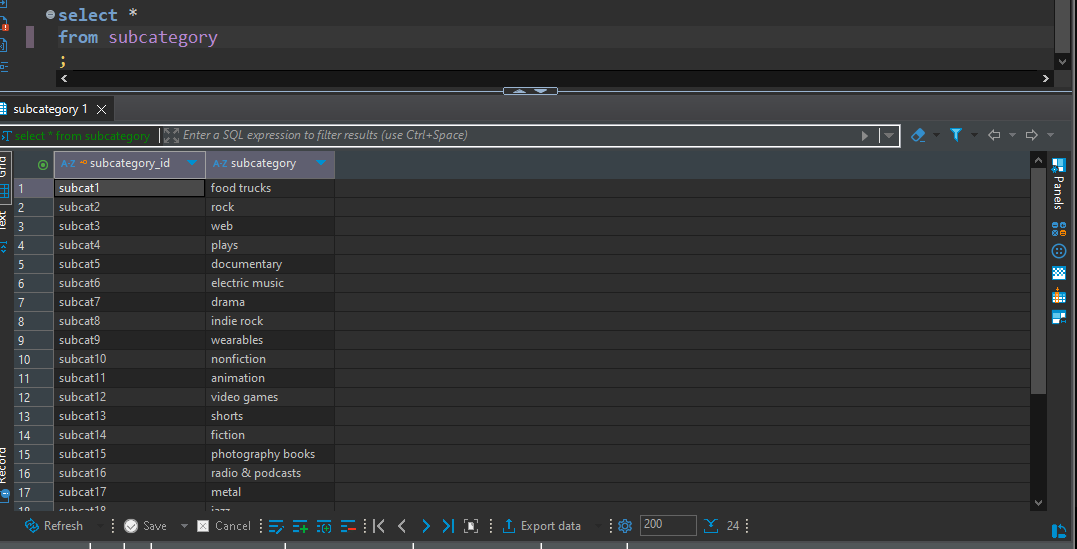 select *
from subcategory
;
subcategory 1
select * from subcategory
Enter a SQL expression to filter results (use Ctrl+Space)
Grid
Text
Record
Panels
subcategory_id subcategory
1 subcat1 food trucks
2 subcat2 rock
3 subcat3 web
4 subcat4 plays
5 subcat5 documentary
6 subcat6 electric music
7 subcat7 drama
8 subcat8 indie rock
9 subcat9 wearables
10 subcat10 nonfiction
11 subcat11 animation
12 subcat12 video games
13 subcat13 shorts
14 subcat14 fiction
15 subcat15 photography books
16 subcat16 radio & podcasts
17 subcat17 metal
18 subcat18 jazz
Refresh Save Cancel Export data 200 24